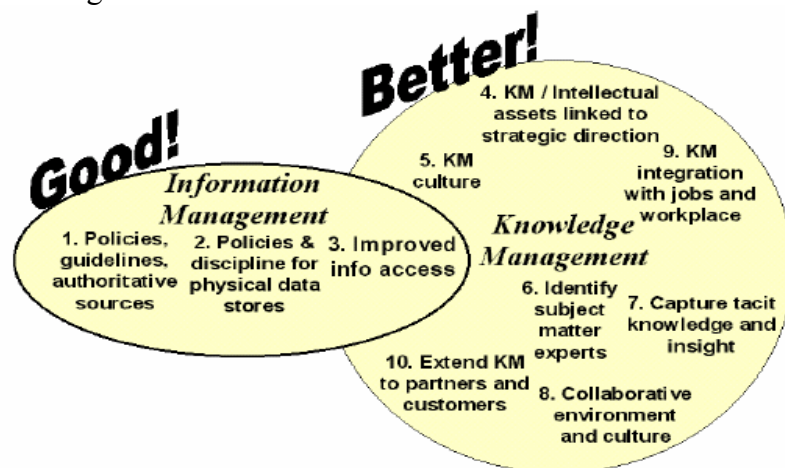 Good!
Information
Management
1. Policies,
guidelines,
authoritative
sources
2. Policies &
discipline for
physical data
stores
3. Improved
info access
Better!
4. KM / Intellectual
assets linked to
strategic direction
5. KM
culture
9. KM
integration
with jobs and
workplace
Knowledge
Management
6. Identify
subject
matter
experts
7. Capture tacit
knowledge and
insight
10. Extend KM
to partners and
customers
8. Collaborative
environment
and culture